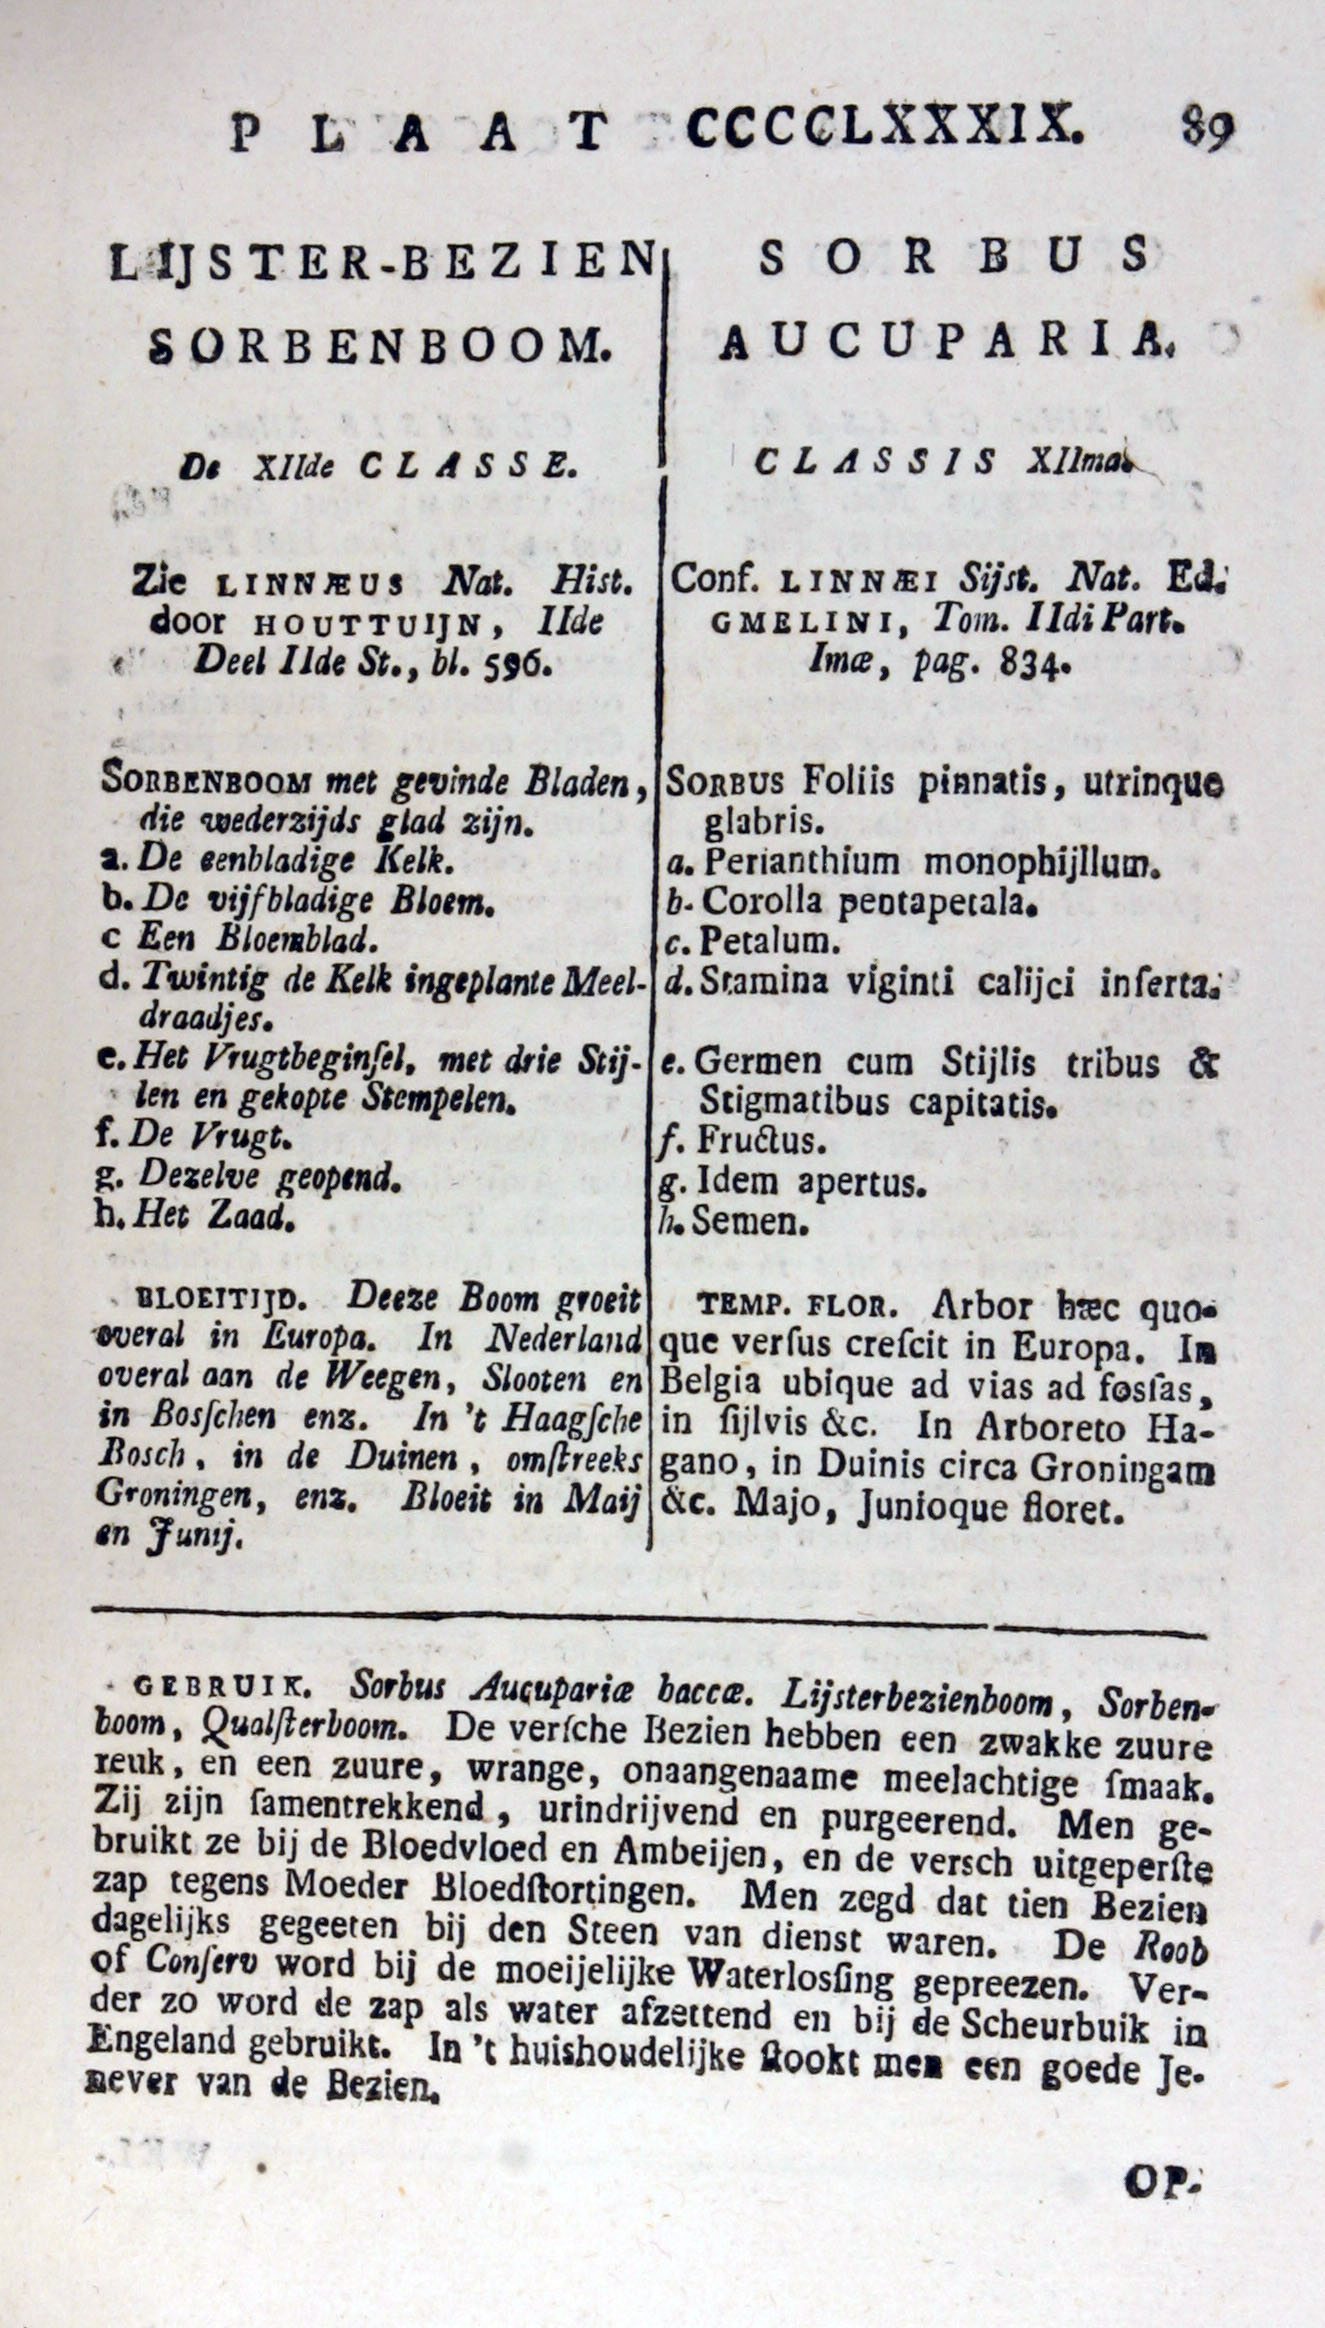 PLAAT CCCCCLXXXIX. 89
LIJSTER-BEZIEN
SORBENBOOM.
De XIIde CLASSE.
Zie LINNÆUS Nat. Hist.
door HOUTTUIJN, IIde
Deel IIde St., bl. 596.
SORBENBOOM met gevinde Bladen,
die wederzijds glad zijn.
a. De eenbladige Kelk.
b. De vijfbladige Bloem.
c Een Bloemblad.
d. Twintig de Kelk ingeplante Meel-
draadjes.
e. Het Vrugtbeginſel, met drie Stij-
len en gekopte Stempelen.
f. De Vrugt.
g. Dezelve geopend.
h. Het Zaad.
BLOEITIJD. Deeze Boom groeit
overal in Europa. In Nederland
overal aan de Weegen, Slooten en
in Bosſchen enz. In 't Haagſche
Bosch, in de Duinen, omſtreeks
Groningen, enz. Bloeit in Maij
en Junij.
SORBUS
AUCUPARIA.
CLASSIS XIIma.
Conf. LINNÆI Sijst. Nat. Ed.
GMELINI, Tom. IIdi Part.
Imæ, pag. 834.
SORBUS Foliis pinnatis, utrinque
glabris.
a. Perianthium monophijllum.
b. Corolla pentapetala.
c. Petalum.
d. Stamina viginti calijci inſerta.
e. Germen cum Stijlis tribus &
Stigmatibus capitatis.
f. Fructus.
g. Idem apertus.
h. Semen.
TEMP. FLOR. Arbor hæc quo-
que verſus creſcit in Europa. In
Belgia ubique ad vias ad fosſas,
in ſijlvis &c. In Arboreto Ha-
gano, in Duinis circa Groningam
&c. Majo, Junioque floret.
GEBRUIK. Sorbus Aucupariæ baccæ. Lijsterbezienboom, Sorben-
boom, Qualſterboom. De verſche Bezien hebben een zwakke zuure
reuk, en een zuure, wrange, onaangenaame meelachtige ſmaak.
Zij zijn ſamentrekkend, urindrijvend en purgeerend. Men ge-
bruikt ze bij de Bloedvloed en Ambeijen, en de versch uitgeperſte
zap tegens Moeder Bloedſtortingen. Men zegd dat tien Bezien
dagelijks gegeeten bij den Steen van dienst waren. De Roob
of Conſerv word bij de moeijelijke Waterlosſing gepreezen. Ver-
der zo word de zap als water afzettend en bij de Scheurbuik in
Engeland gebruikt. In 't huishoudelijke ſtookt men een goede Je-
never van de Bezien.
OP-